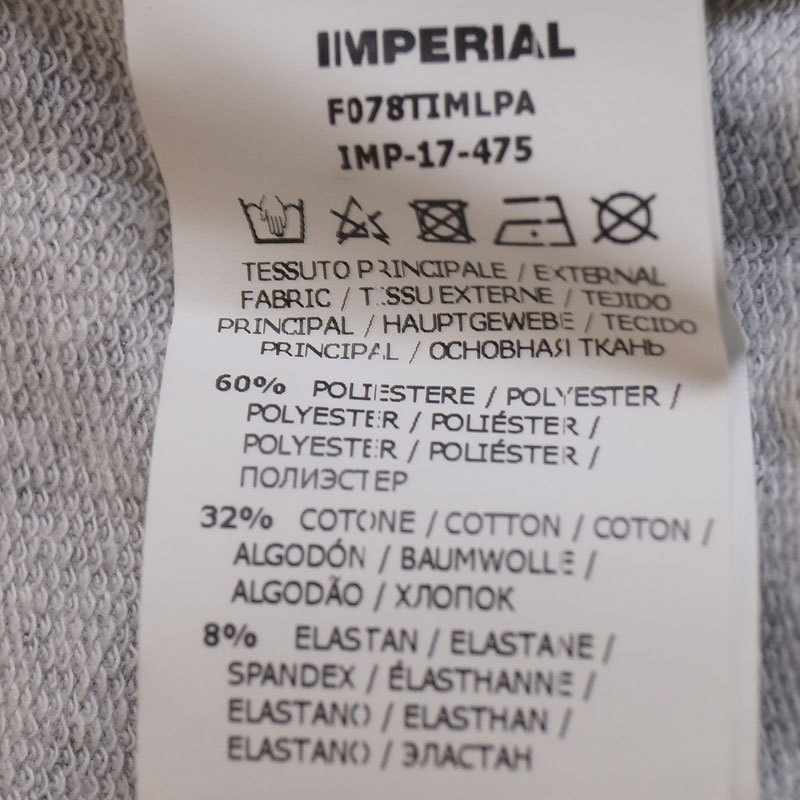 IMPERIAL
F078TIMLPA
IMP-17-475
TESSUTO PRINCIPALE / EXTERNAL
FABRIC / TISSU EXTERNE / TEJIDO
PRINCIPAL / HAUPTGEWEBE / TECIDO
PRINCIPAL / ОСНОВНАЯ ТКАНЬ
60% POLIESTERE / POLYESTER /
POLYESTER / POLIÉSTER /
POLYESTER / POLIÉSTER /
ПОЛИЭСТЕР
32% COTONE / COTTON / COTON /
ALGODÓN / BAUMWOLLE /
ALGODÃO / ХЛОПОК
8% ELASTAN / ELASTANE /
SPANDEX / ÉLASTHANNE /
ELASTANO / ELASTHAN /
ELASTANO / ЭЛАСТАН